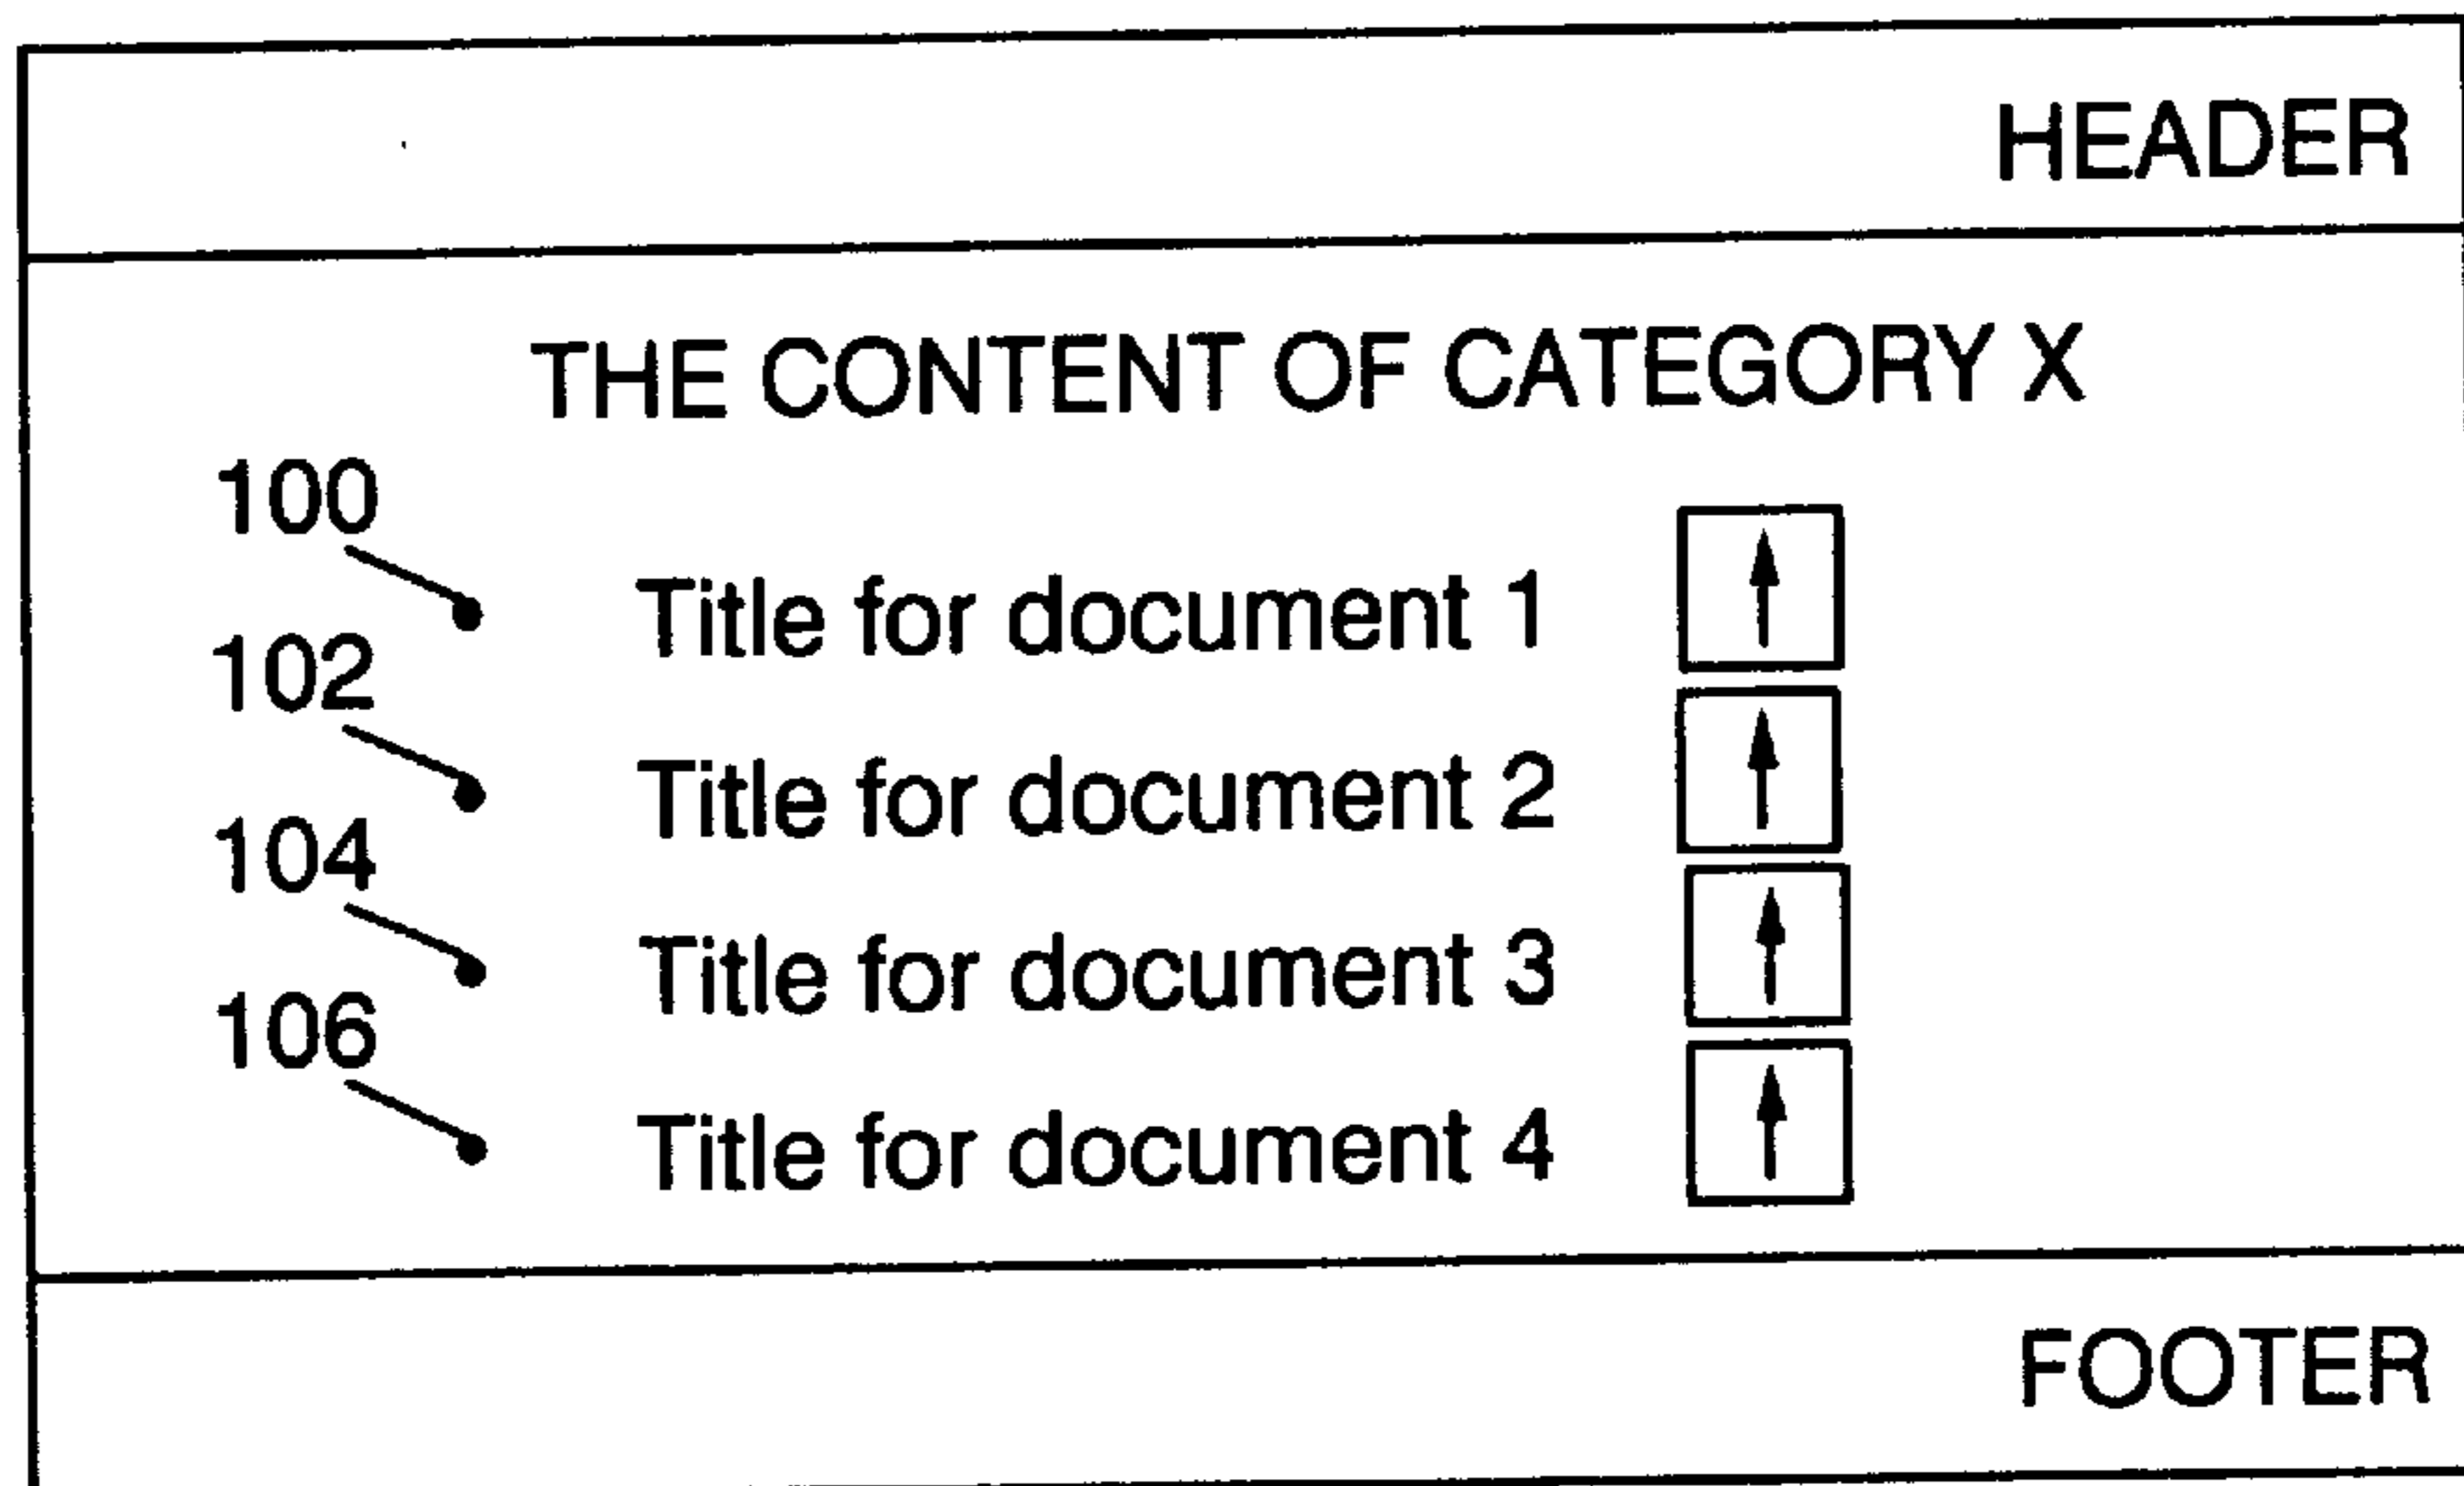 HEADER
THE CONTENT OF CATEGORY X
100
Title for document 1
102
Title for document 2
104
Title for document 3
106
Title for document 4
FOOTER